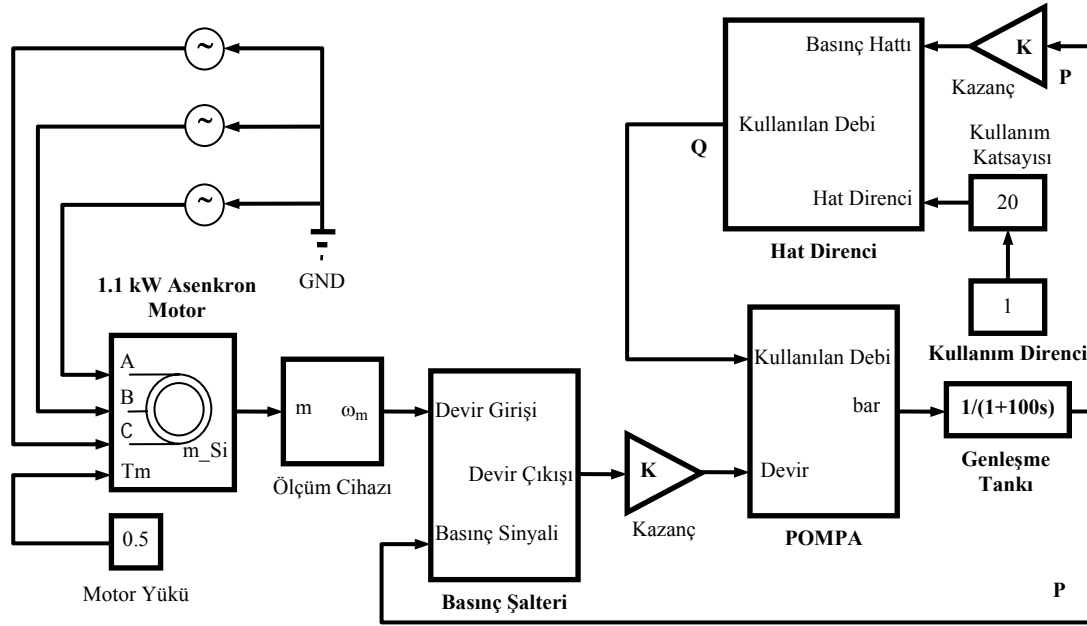 ~
~
~
GND
1.1 kW Asenkron
Motor
A
B
C
Tm
m_Si
0.5
Motor Yükü
m ωm
Ölçüm Cihazı
Devir Girişi
Devir Çıkışı
Basınç Sinyali
Basınç Şalteri
K
Kazanç
Basınç Hattı
Kullanılan Debi
Hat Direnci
Hat Direnci
Q
K
Kazanç
P
Kullanım
Katsayısı
20
1
Kullanım Direnci
Kullanılan Debi
bar
Devir
POMPA
1/(1+100s)
Genleşme
Tankı
P